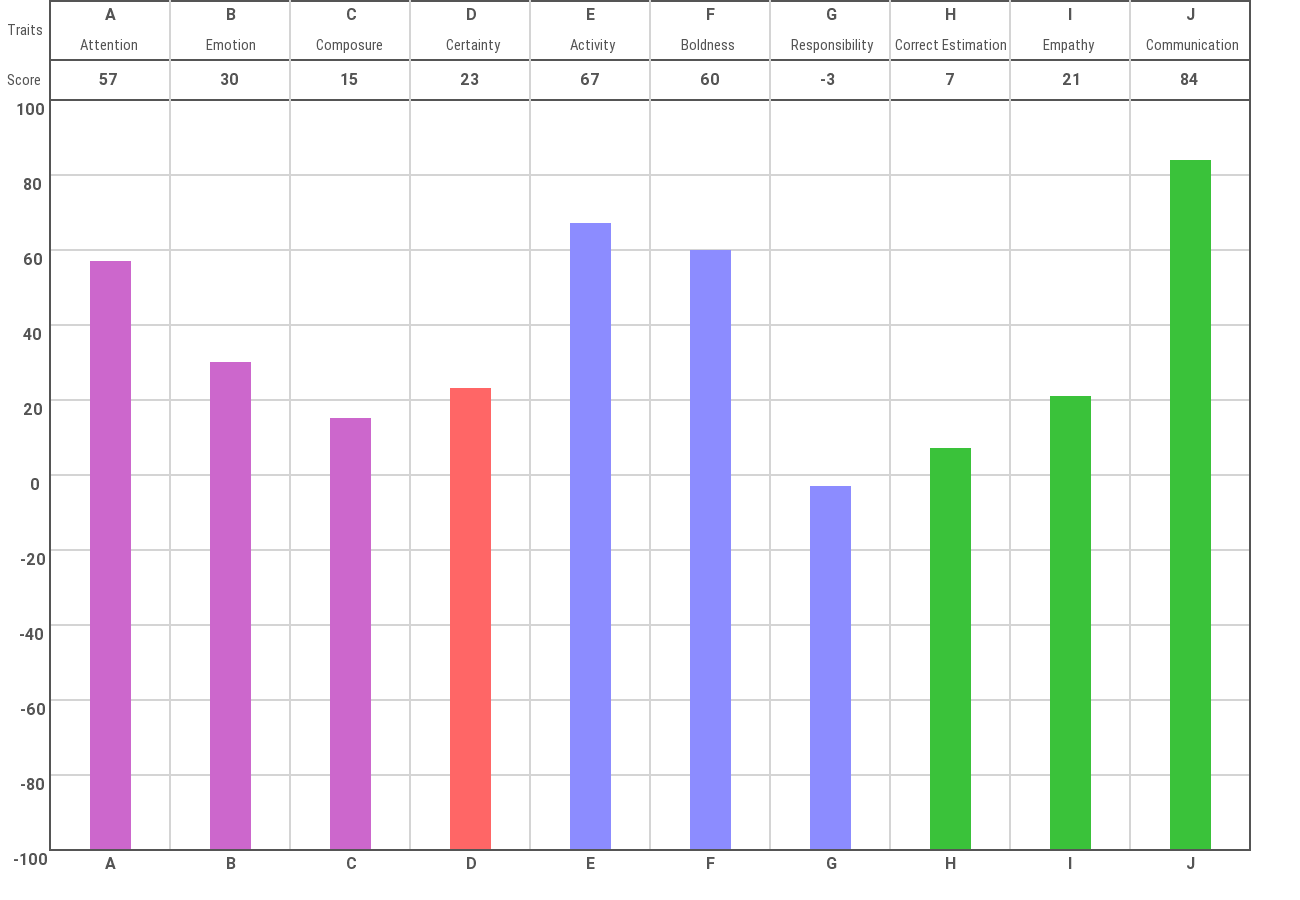 A B C D E F G H I J
Traits
Attention Emotion Composure Certainty Activity Boldness Responsibility Correct Estimation Empathy Communication
Score 57 30 15 23 67 60 -3 7 21 84
100
80
60
40
20
0
-20
-40
-60
-80
-100
A B C D E F G H I J